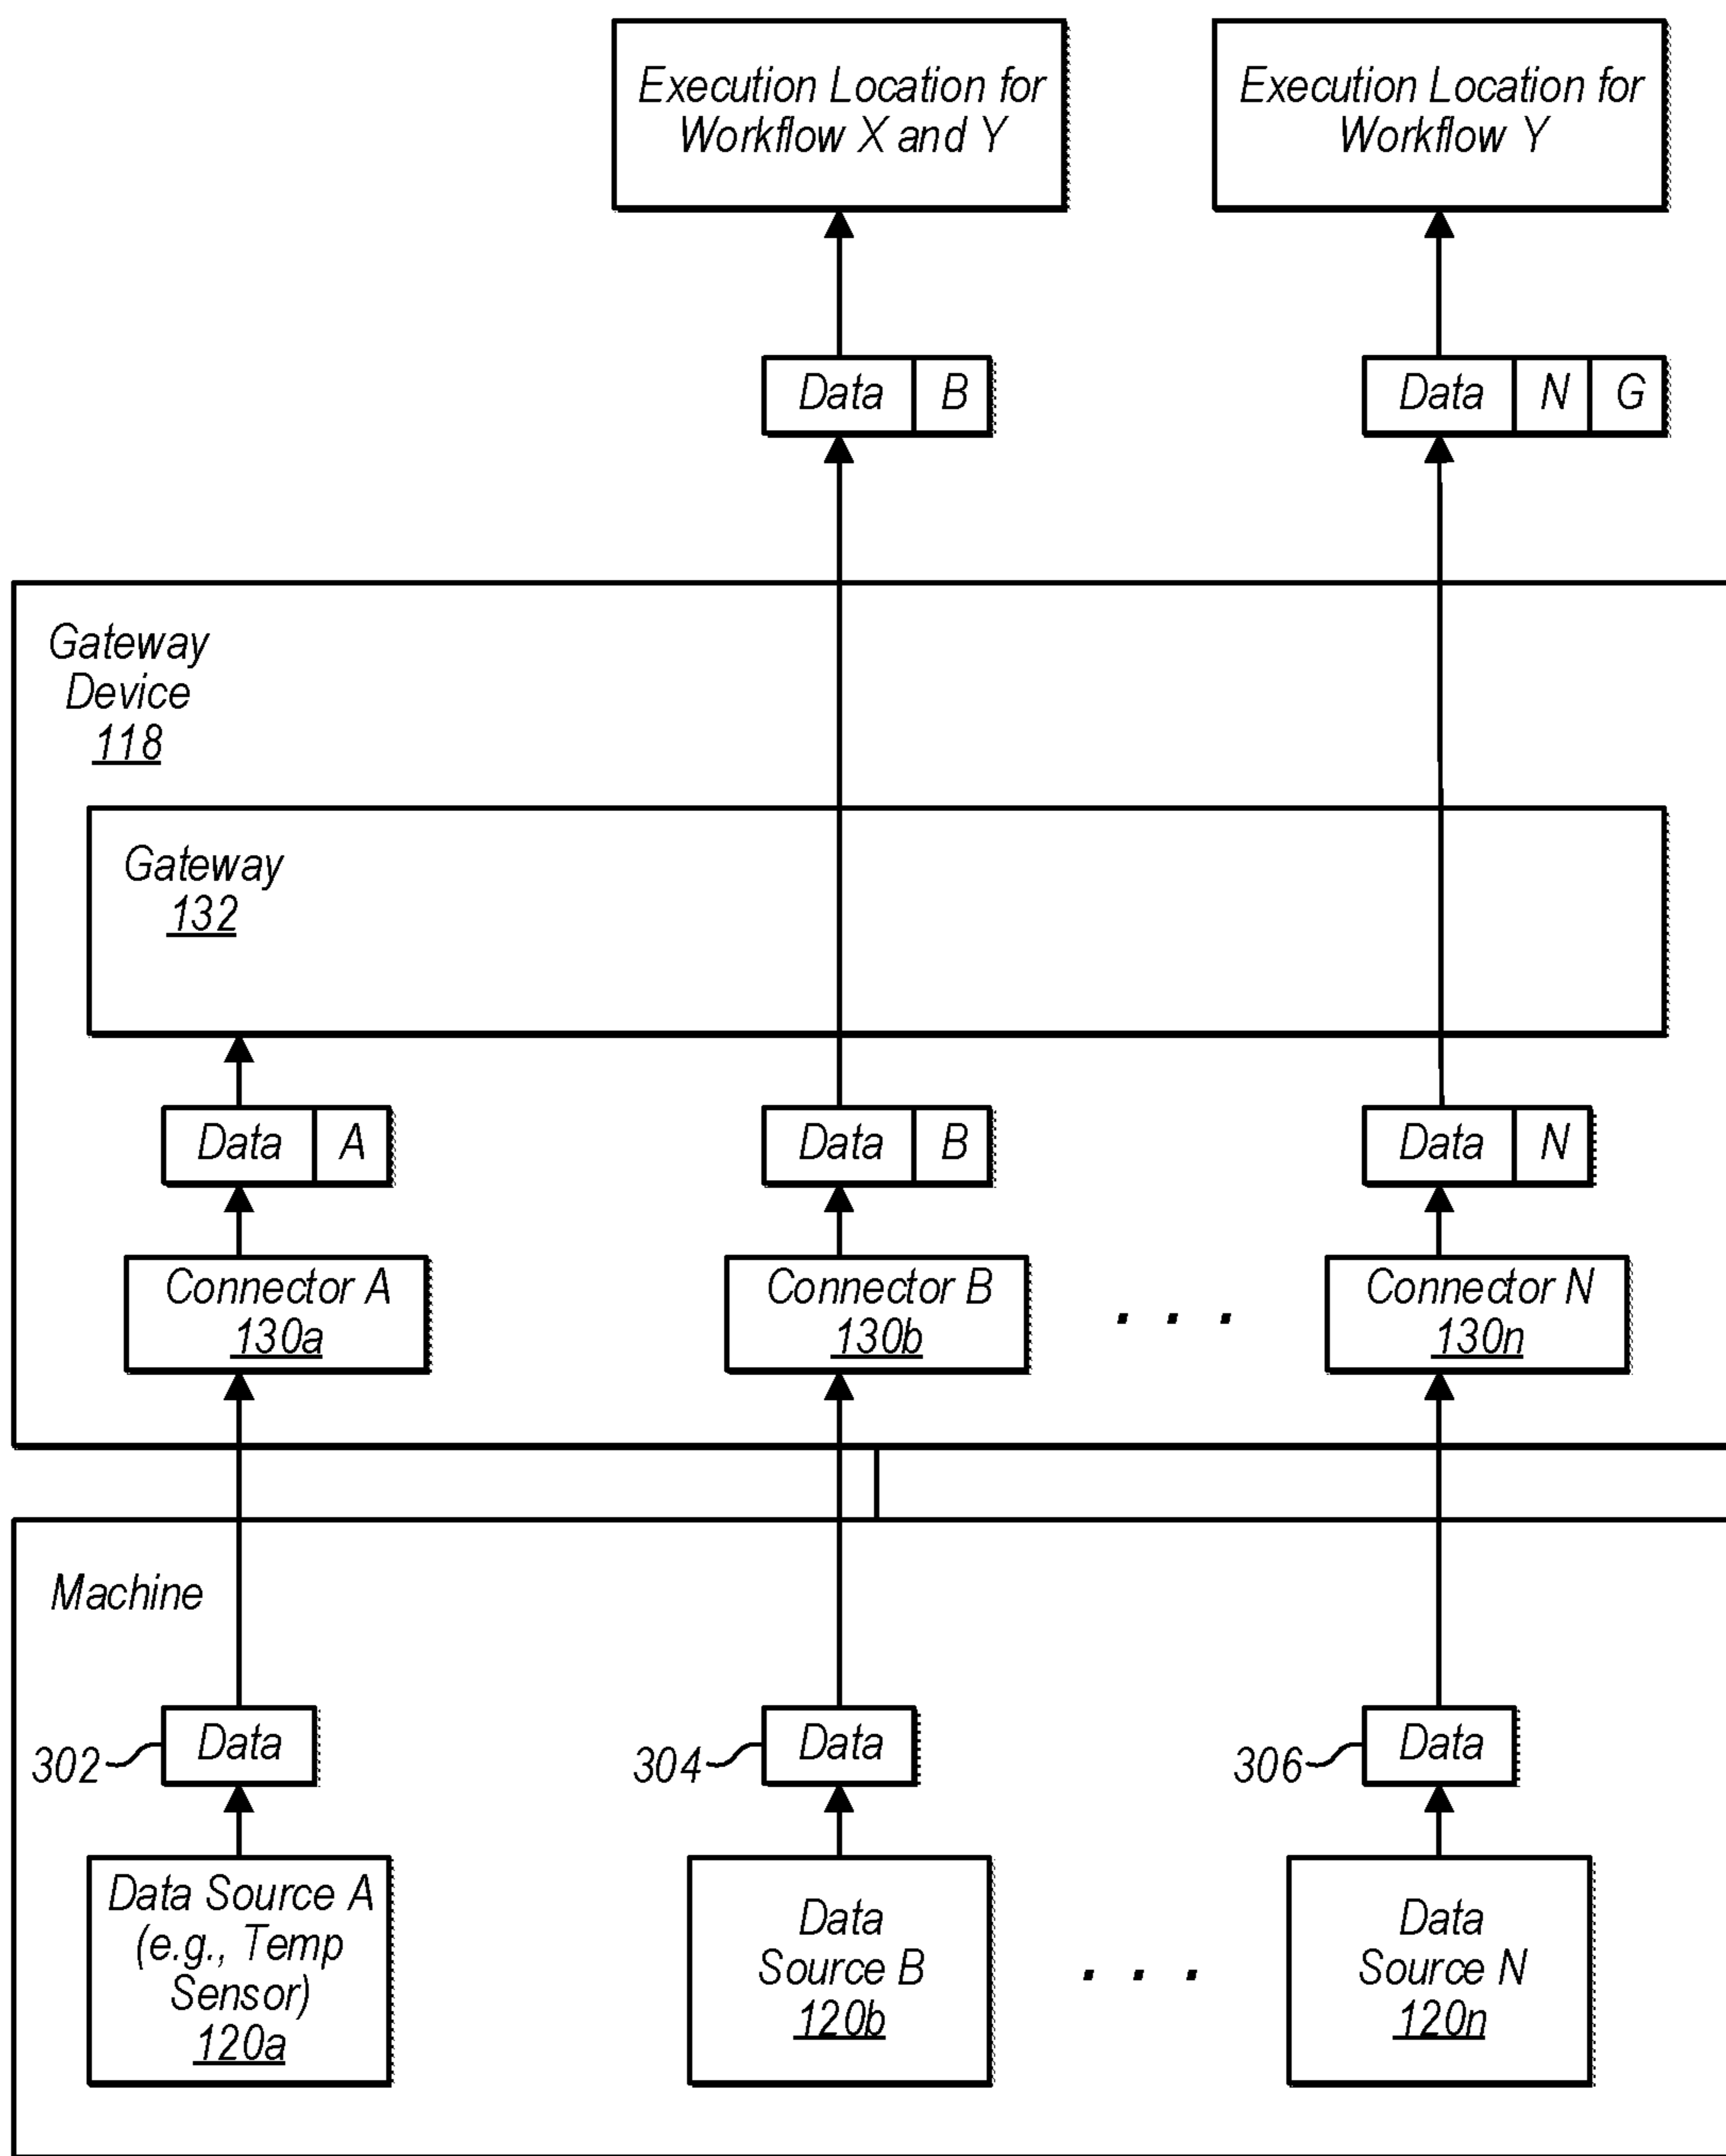 Execution Location for
Workflow X and Y
Execution Location for
Workflow Y
Data B
Data N G
Gateway
Device
118
Gateway
132
Data A
Data B
Data N
Connector A
130a
Connector B
130b
. . .
Connector N
130n
Machine
302
Data
304
Data
306
Data
Data Source A
(e.g., Temp
Sensor)
120a
Data
Source B
120b
. . .
Data
Source N
120n